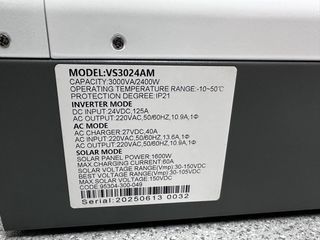 MODEL:VS3024AM
CAPACITY:3000VA/2400W
OPERATING TEMPERATURE RANGE:-10~50℃
PROTECTION DEGREE:IP21
INVERTER MODE
DC INPUT:24VDC,125A
AC OUTPUT:220VAC,50/60HZ,10.9A,1Φ
AC MODE
AC CHARGER:27VDC,40A
AC INPUT:220VAC,50/60HZ,13.6A,1Φ
AC OUTPUT:220VAC,50/60HZ,10.9A,1Φ
SOLAR MODE
SOLAR PANEL POWER:1600W
MAX.CHARGING CURRENT:60A
SOLAR VOLTAGE RANGE(Vmp) 30-150VDC
BEST VOLTAGE RANGE(Vmp) 30-105VDC
MAX SOLAR VOLTAGE:150VDC
CODE:95304-300-049
Serial:20250613 0032